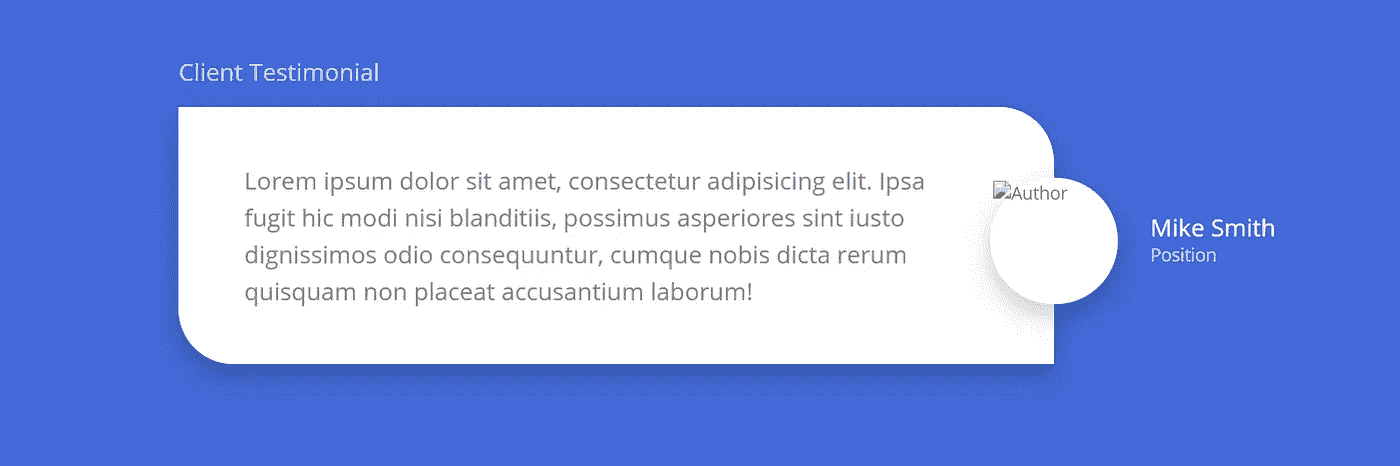 Client Testimonial
Lorem ipsum dolor sit amet, consectetur adipisicing elit. Ipsa
fugit hic modi nisi blanditiis, possimus asperiores sint iusto
dignissimos odio consequuntur, cumque nobis dicta rerum
quisquam non placeat accusantium laborum!
Author
Mike Smith
Position